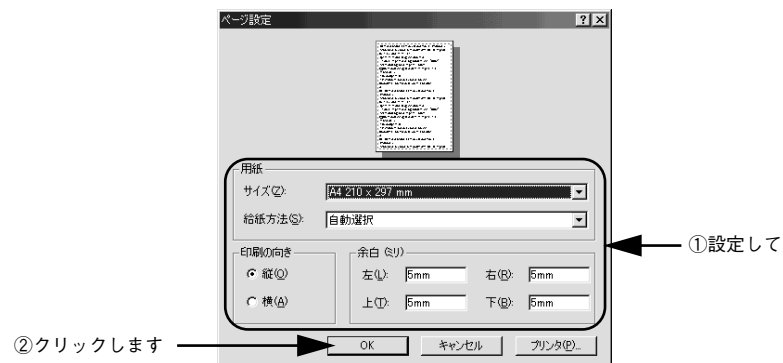 ページ設定
用紙
サイズ(Z): A4 210 x 297 mm
給紙方法(S): 自動選択
①設定して
印刷の向き
縦(O)
横(A)
余白 (ミリ)
左(L): 5mm 右(R): 5mm
上(T): 5mm 下(B): 5mm
②クリックします
OK キャンセル プリンタ(P)...